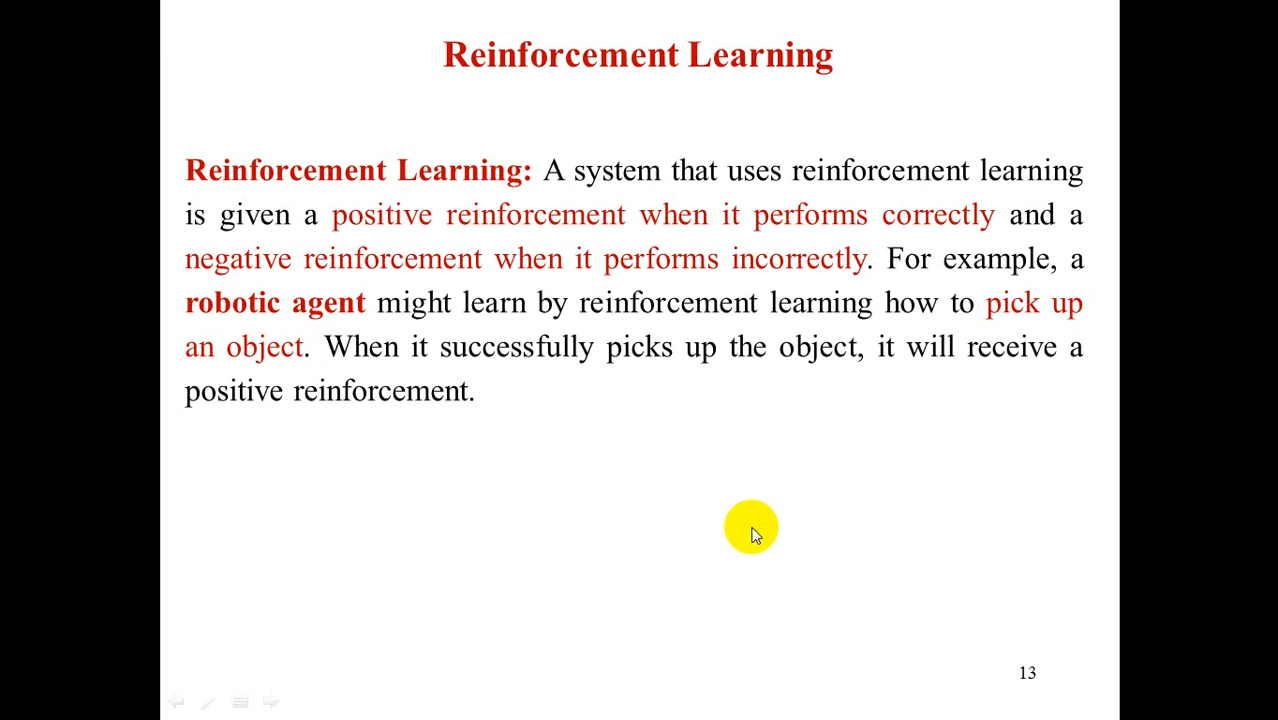 Reinforcement Learning
Reinforcement Learning: A system that uses reinforcement learning
is given a positive reinforcement when it performs correctly and a
negative reinforcement when it performs incorrectly. For example, a
robotic agent might learn by reinforcement learning how to pick up
an object. When it successfully picks up the object, it will receive a
positive reinforcement.
13